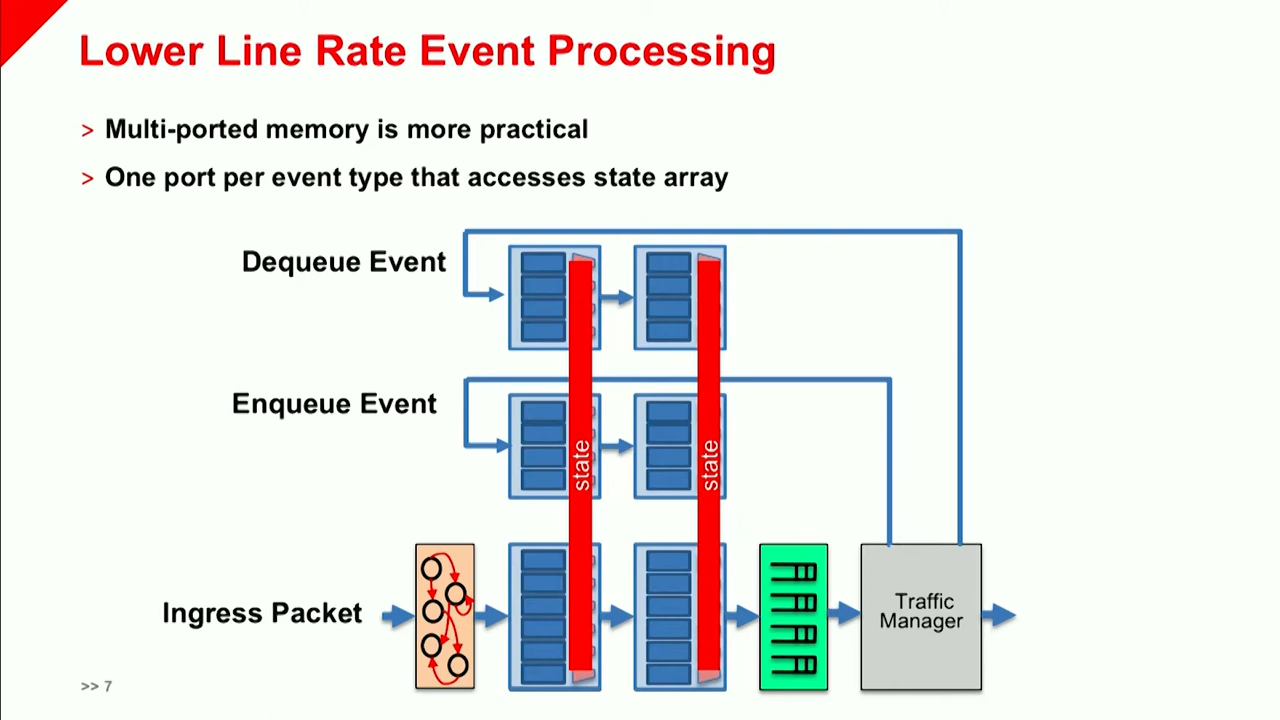 Lower Line Rate Event Processing
> Multi-ported memory is more practical
> One port per event type that accesses state array
Dequeue Event
Enqueue Event
state
state
Ingress Packet
Traffic
Manager
>> 7